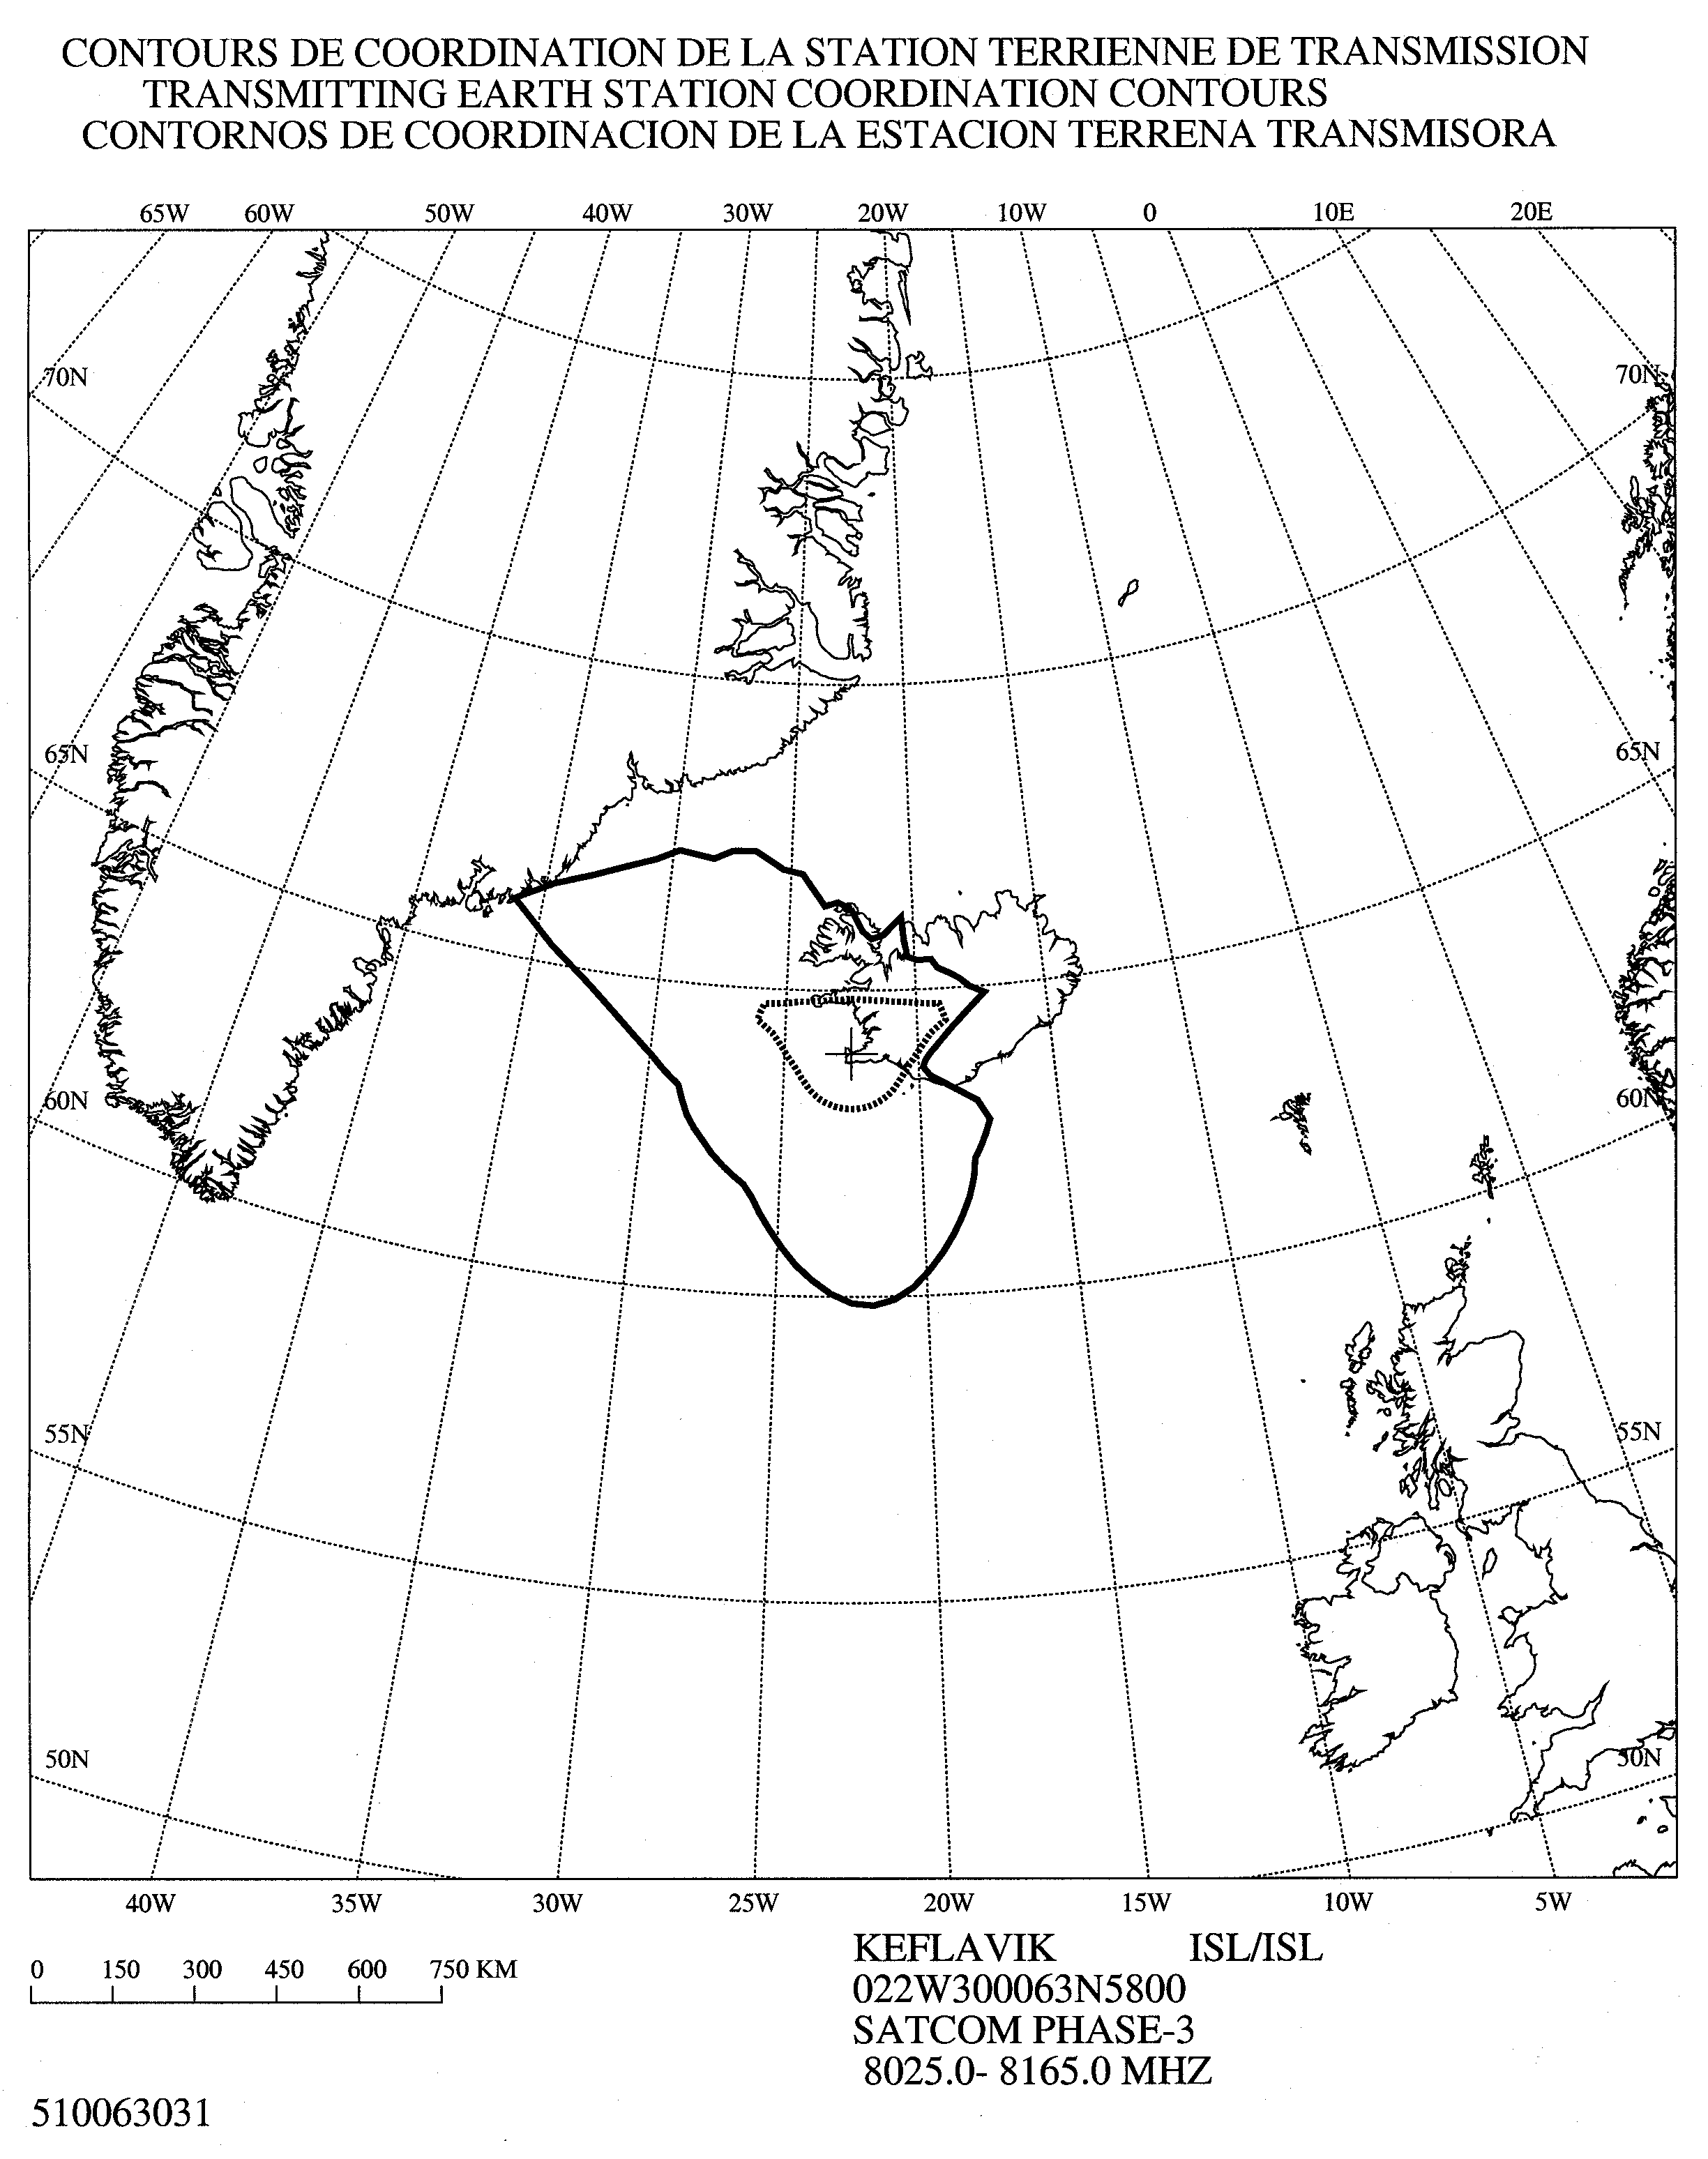 CONTOURS DE COORDINATION DE LA STATION TERRIENNE DE TRANSMISSION
TRANSMITTING EARTH STATION COORDINATION CONTOURS
CONTORNOS DE COORDINACION DE LA ESTACION TERRENA TRANSMISORA
65W 60W 50W 40W 30W 20W 10W 0 10E 20E
70N 70N
65N 65N
60N 60N
55N 55N
50N 50N
40W 35W 30W 25W 20W 15W 10W 5W
0 150 300 450 600 750 KM
KEFLAVIK ISL/ISL
022W300063N5800
SATCOM PHASE-3
8025.0- 8165.0 MHZ
510063031